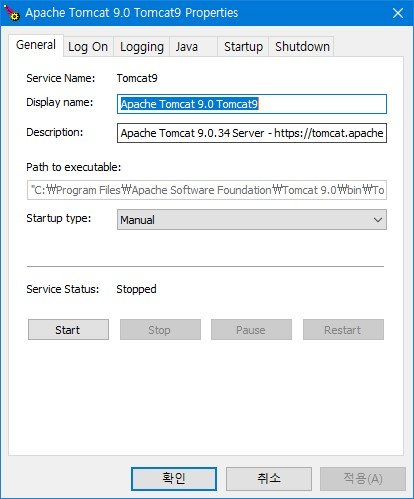 Apache Tomcat 9.0 Tomcat9 Properties
General Log On Logging Java Startup Shutdown
Service Name: Tomcat9
Display name: Apache Tomcat 9.0 Tomcat9
Description: Apache Tomcat 9.0.34 Server - https://tomcat.apache
Path to executable:
"C:₩Program Files₩Apache Software Foundation₩Tomcat 9.0₩bin₩To
Startup type: Manual
Service Status: Stopped
Start Stop Pause Restart
확인 취소 적용(A)